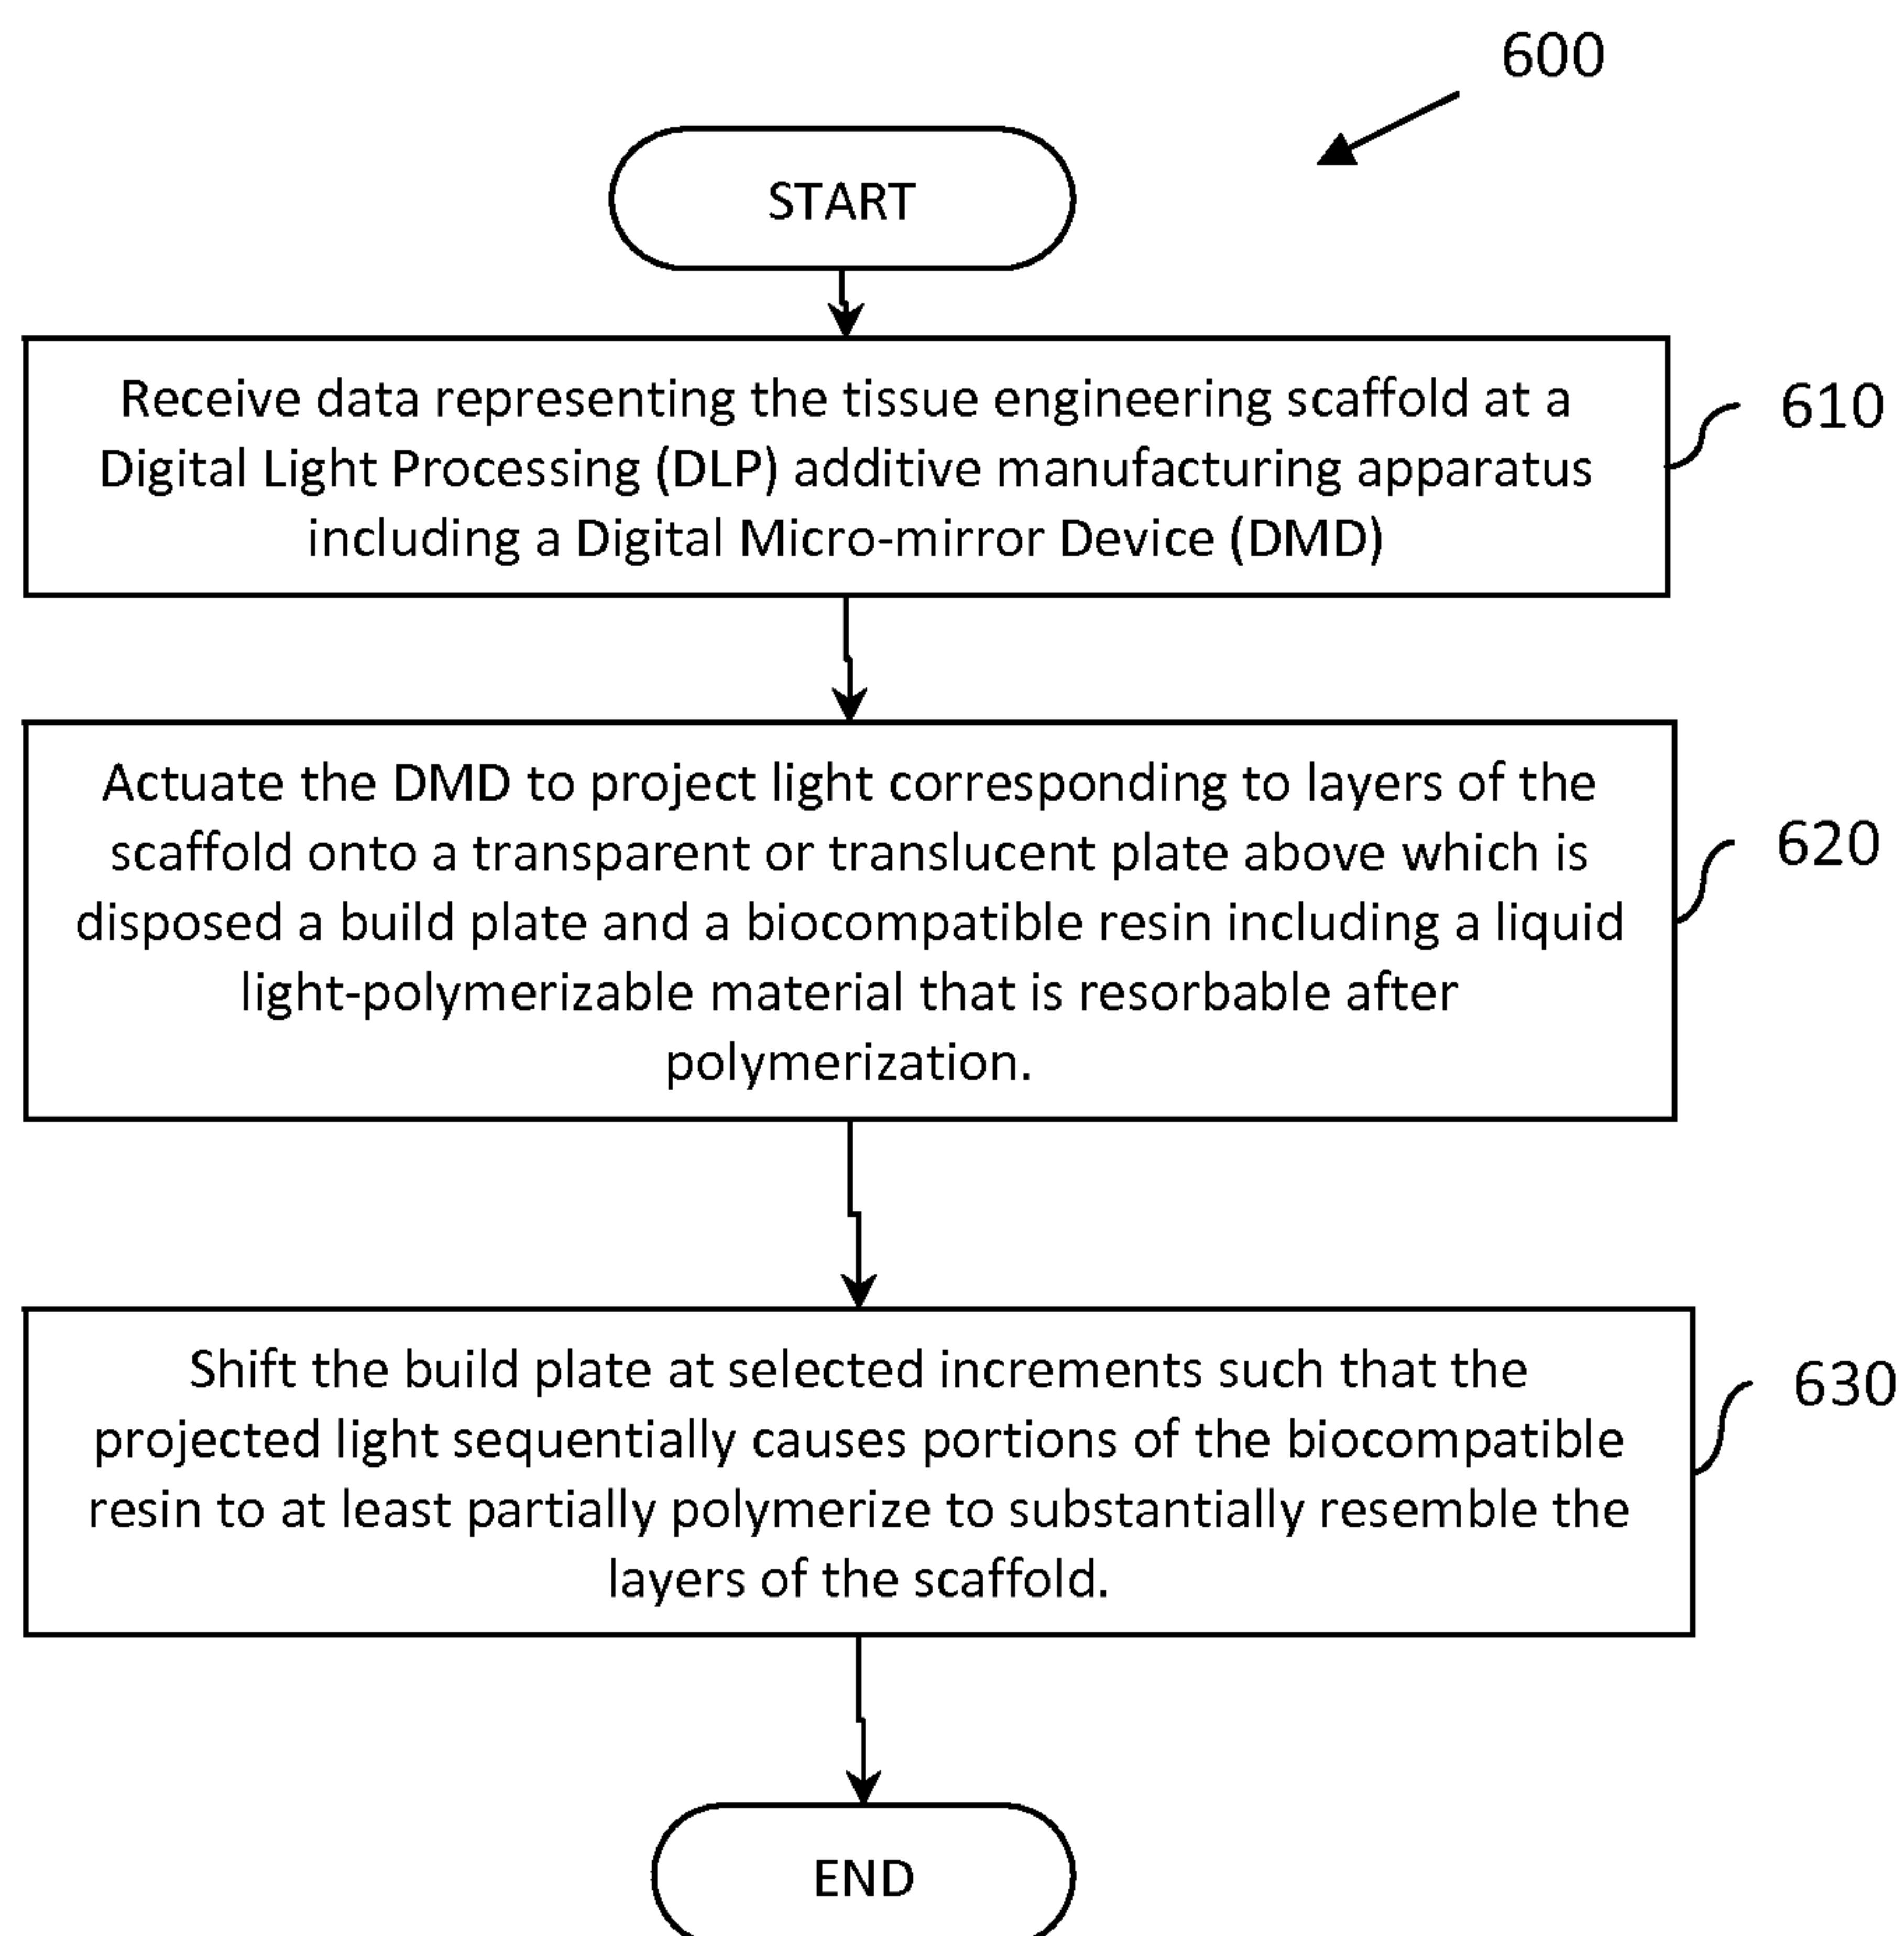 600
START
Receive data representing the tissue engineering scaffold at a
Digital Light Processing (DLP) additive manufacturing apparatus
including a Digital Micro-mirror Device (DMD)
610
Actuate the DMD to project light corresponding to layers of the
scaffold onto a transparent or translucent plate above which is
disposed a build plate and a biocompatible resin including a liquid
light-polymerizable material that is resorbable after
polymerization.
620
Shift the build plate at selected increments such that the
projected light sequentially causes portions of the biocompatible
resin to at least partially polymerize to substantially resemble the
layers of the scaffold.
630
END